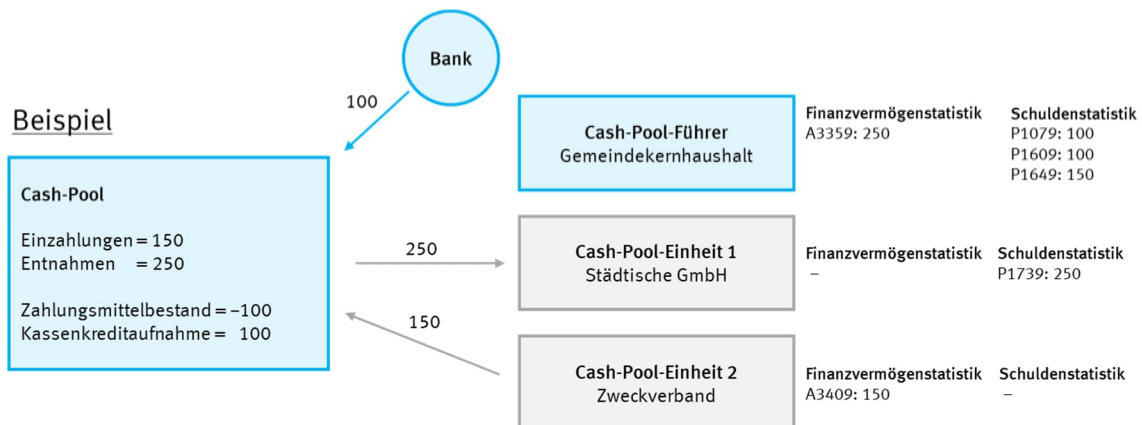 Bank
100
Beispiel
Cash-Pool
Einzahlungen = 150
Entnahmen = 250
Zahlungsmittelbestand = –100
Kassenkreditaufnahme = 100
250
150
Cash-Pool-Führer
Gemeindekernhaushalt
Finanzvermögenstatistik
A3359: 250
Schuldenstatistik
P1079: 100
P1609: 100
P1649: 150
Cash-Pool-Einheit 1
Städtische GmbH
Finanzvermögenstatistik
–
Schuldenstatistik
P1739: 250
Cash-Pool-Einheit 2
Zweckverband
Finanzvermögenstatistik
A3409: 150
Schuldenstatistik
–